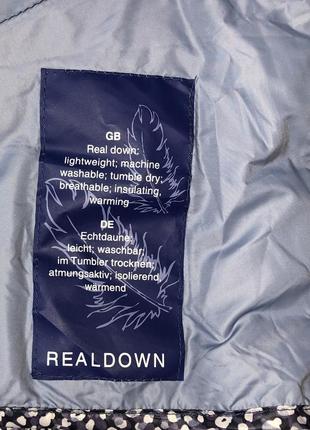 GB
Real down:
lightweight; machine
washable; tumble dry;
breathable; insulating,
warming
DE
Echtdaune:
leicht; waschbar;
im Tumbler trocknen;
atmungsaktiv; isolierend,
wärmend
REALDOWN